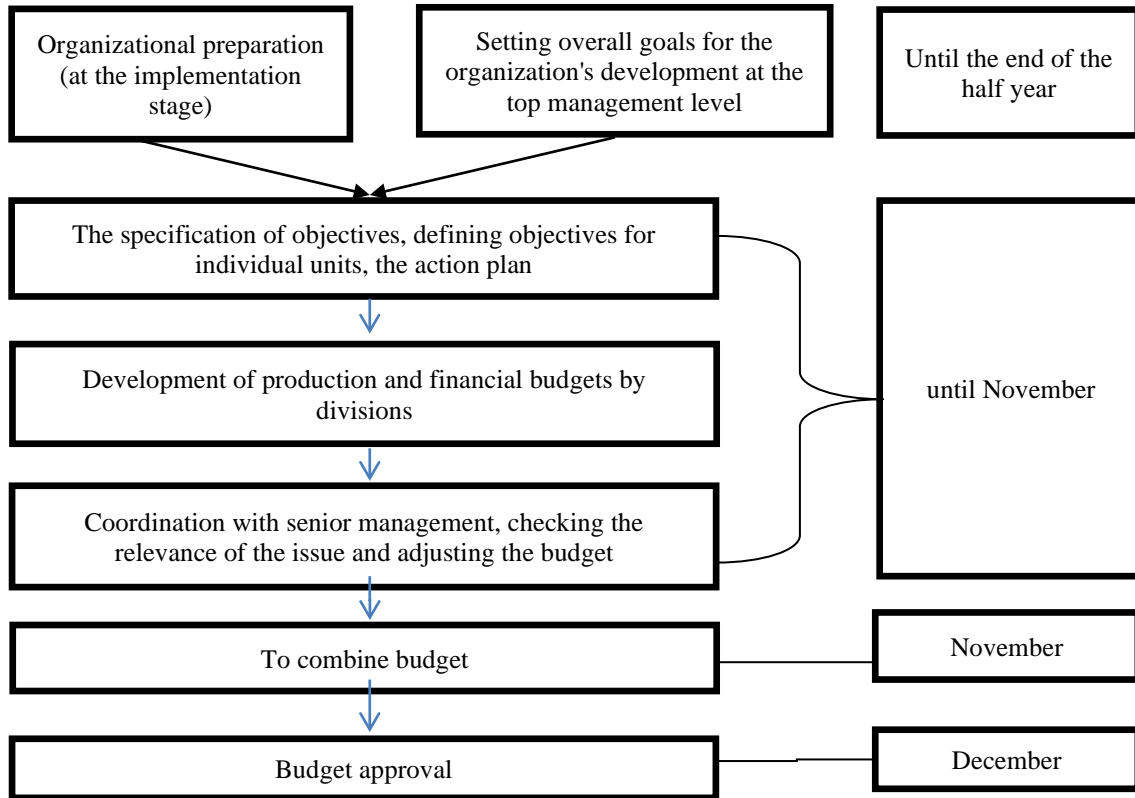 Organizational preparation
(at the implementation
stage)
Setting overall goals for the
organization's development at the
top management level
Until the end of the
half year
The specification of objectives, defining objectives for
individual units, the action plan
Development of production and financial budgets by
divisions
until November
Coordination with senior management, checking the
relevance of the issue and adjusting the budget
To combine budget
November
Budget approval
December